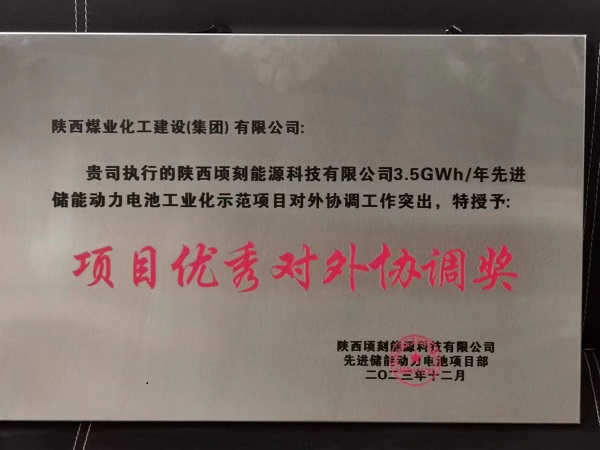 陕西煤业化工建设(集团)有限公司:
贵司执行的陕西顷刻能源科技有限公司3.5GWh/年先进
储能动力电池工业化示范项目对外协调工作突出，特授予:
项目优秀对外协调奖
陕西顷刻能源科技有限公司
先进储能动力电池项目部
二〇二三年十二月